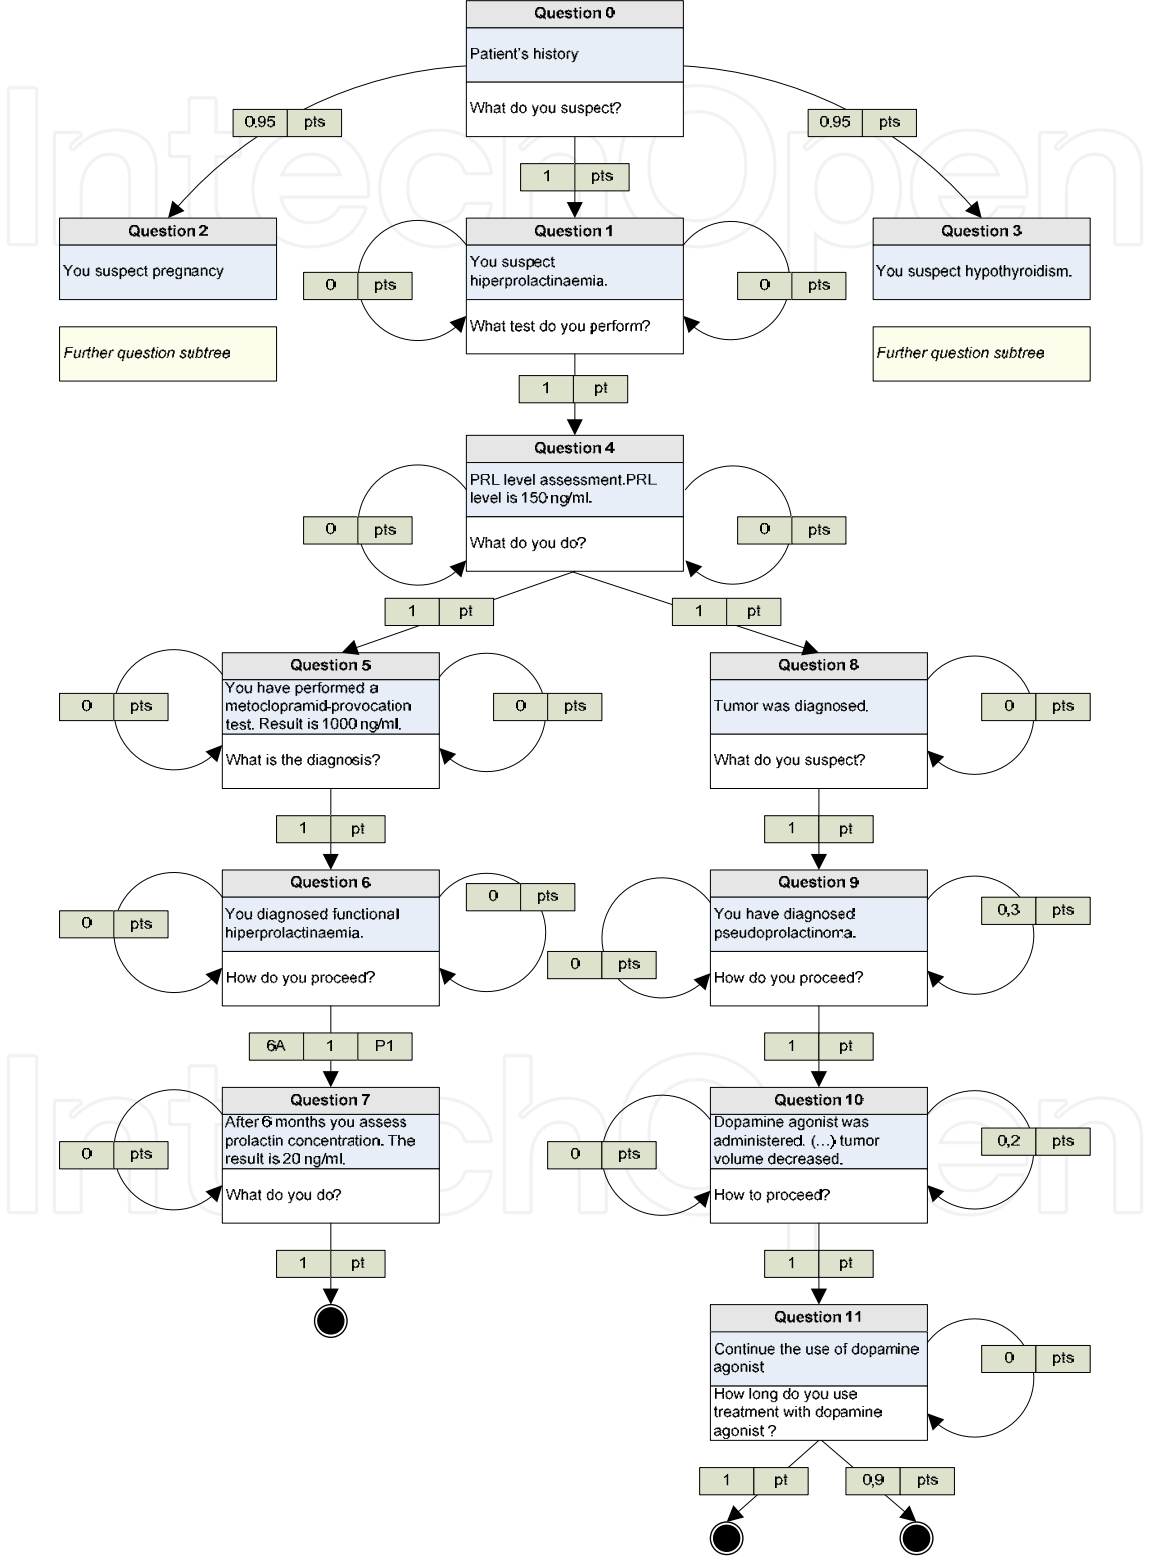 Question 0
Patient's history
What do you suspect?
0,95 pts
0,95 pts
1 pts
Question 2
You suspect pregnancy
Further question subtree
Question 1
You suspect
hiperprolactinaemia.
What test do you perform?
0 pts
0 pts
Question 3
You suspect hypothyroidism.
Further question subtree
1 pt
Question 4
PRL level assessment.PRL
level is 150 ng/ml.
What do you do?
0 pts
0 pts
1 pt
1 pt
Question 5
You have performed a
metoclopramid-provocation
test. Result is 1000 ng/ml.
What is the diagnosis?
0 pts
0 pts
Question 8
Tumor was diagnosed.
What do you suspect?
0 pts
1 pt
1 pt
Question 6
You diagnosed functional
hiperprolactinaemia.
How do you proceed?
0 pts
0 pts
Question 9
You have diagnosed
pseudoprolactinoma.
How do you proceed?
0 pts
0,3 pts
6A 1 P1
1 pt
Question 7
After 6 months you assess
prolactin concentration. The
result is 20 ng/ml.
What do you do?
0 pts
Question 10
Dopamine agonist was
administered. (...) tumor
volume decreased.
How to proceed?
0 pts
0,2 pts
1 pt
1 pt
Question 11
Continue the use of dopamine
agonist
How long do you use
treatment with dopamine
agonist ?
0 pts
1 pt
0,9 pts
IntechOpen
IntechOpen